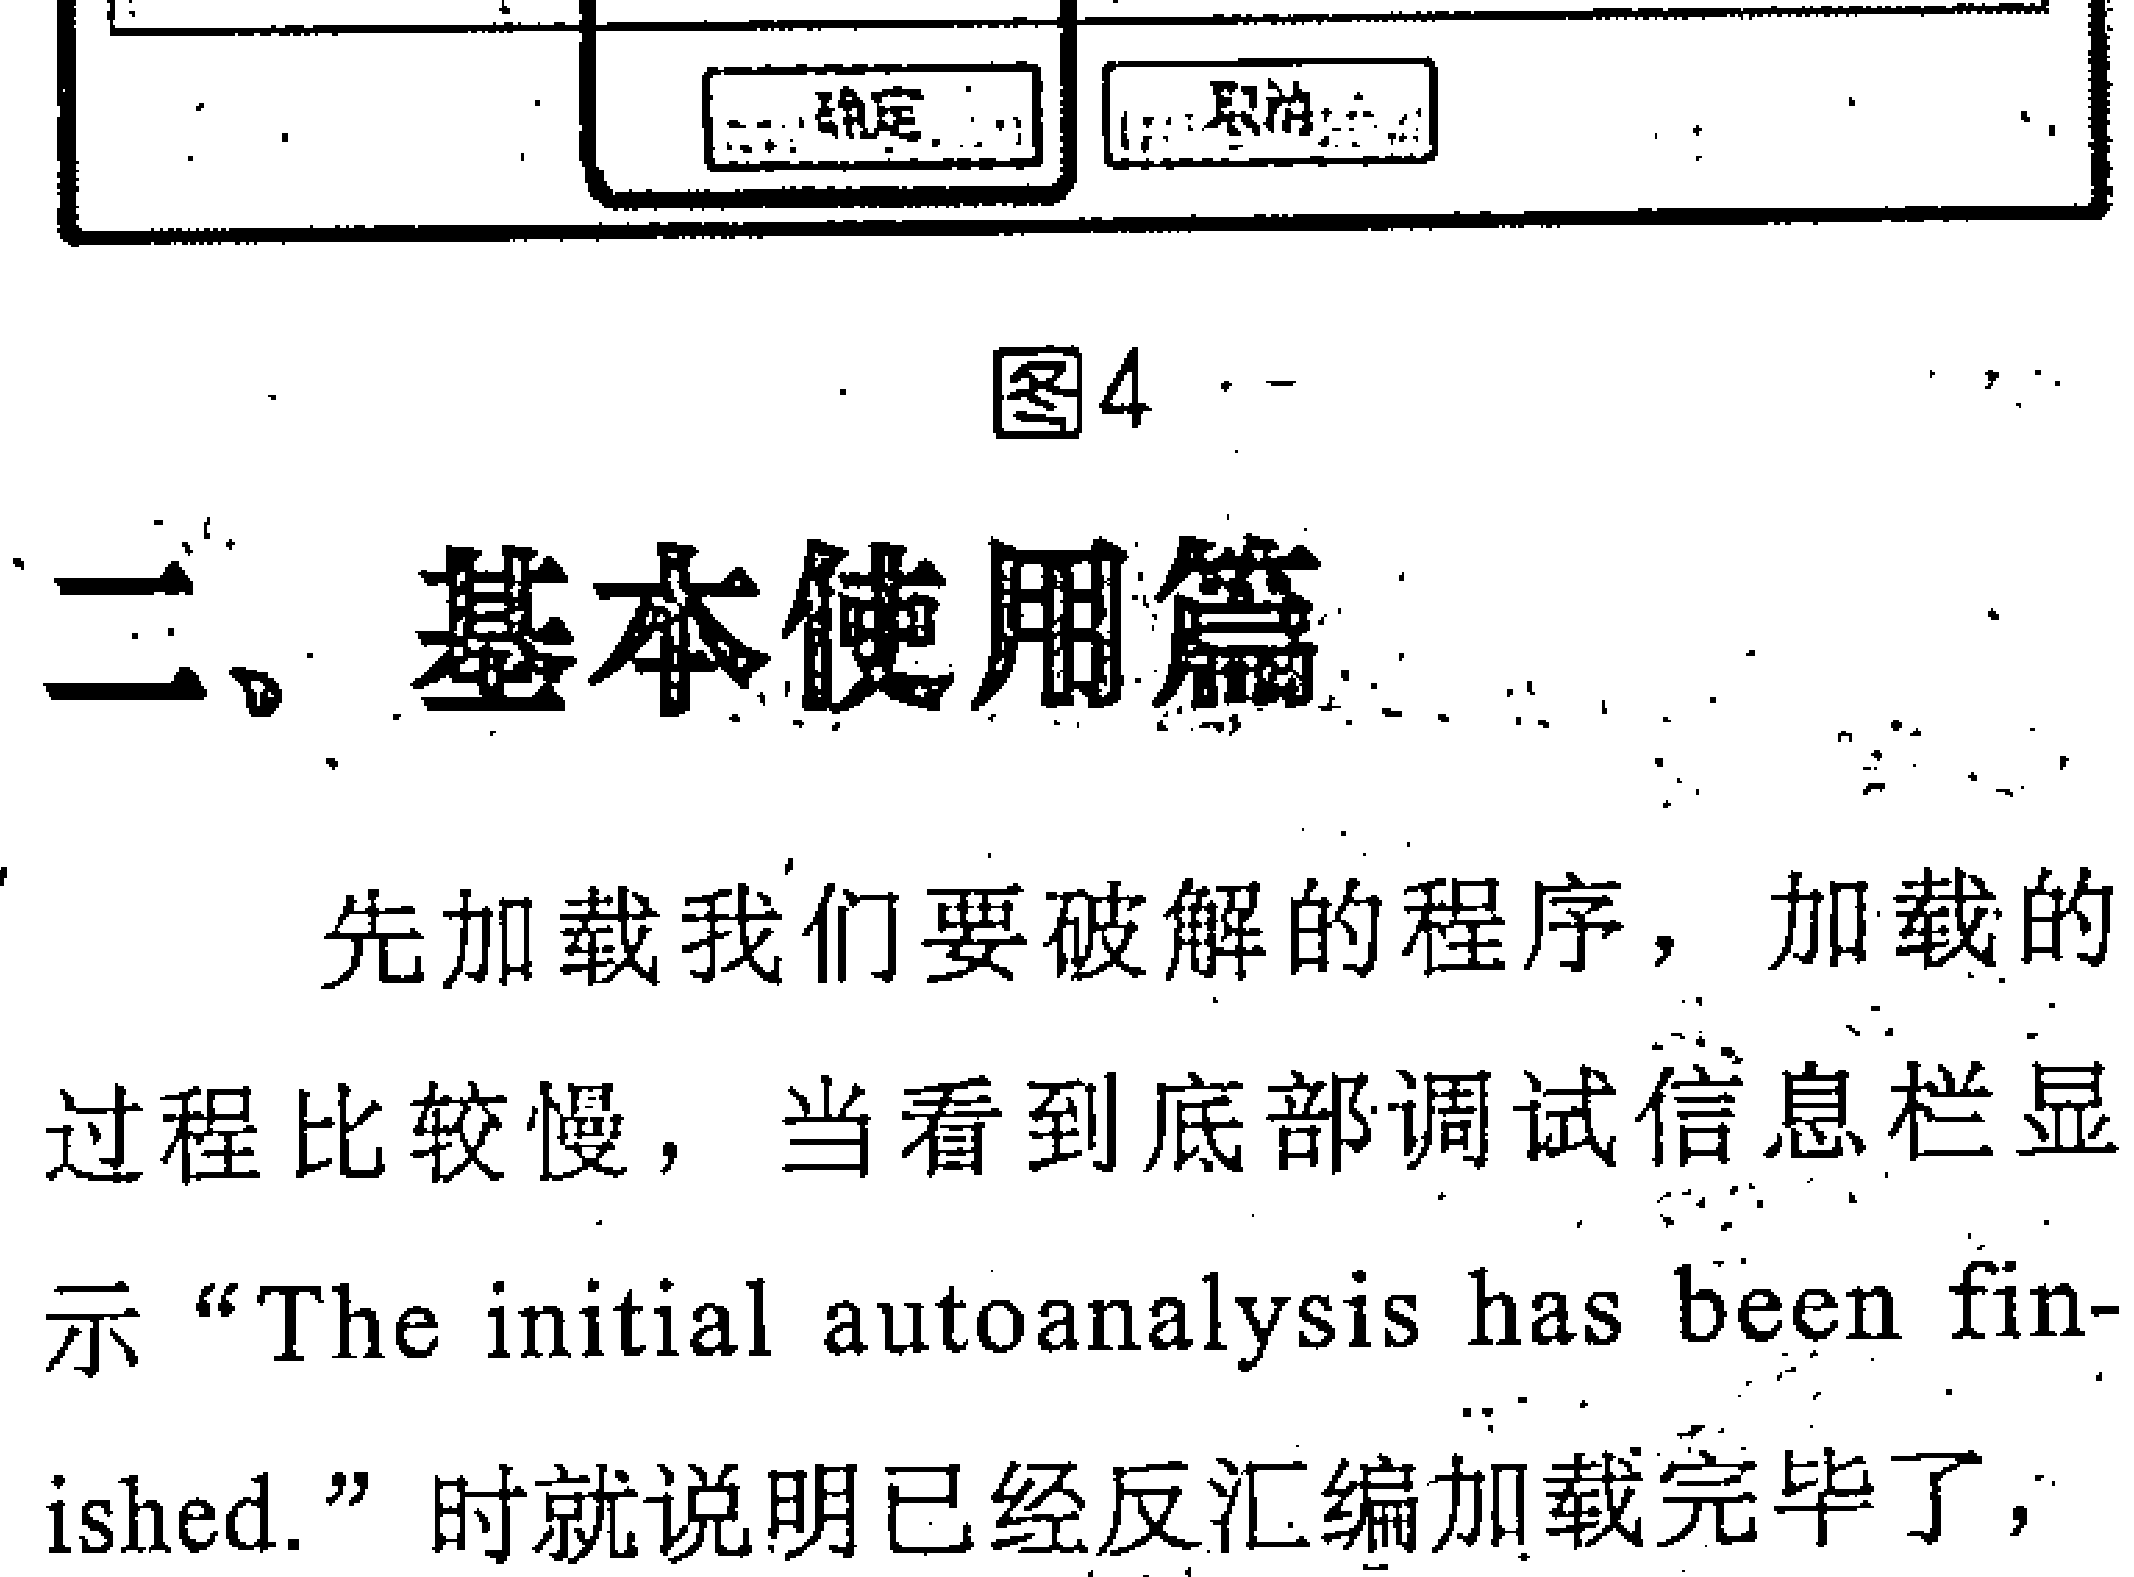 确定 取消
图4
二、基本使用篇
先加载我们要破解的程序，加载的
过程比较慢，当看到底部调试信息栏显
示“The initial autoanalysis has been fin-
ished.”时就说明已经反汇编加载完毕了，